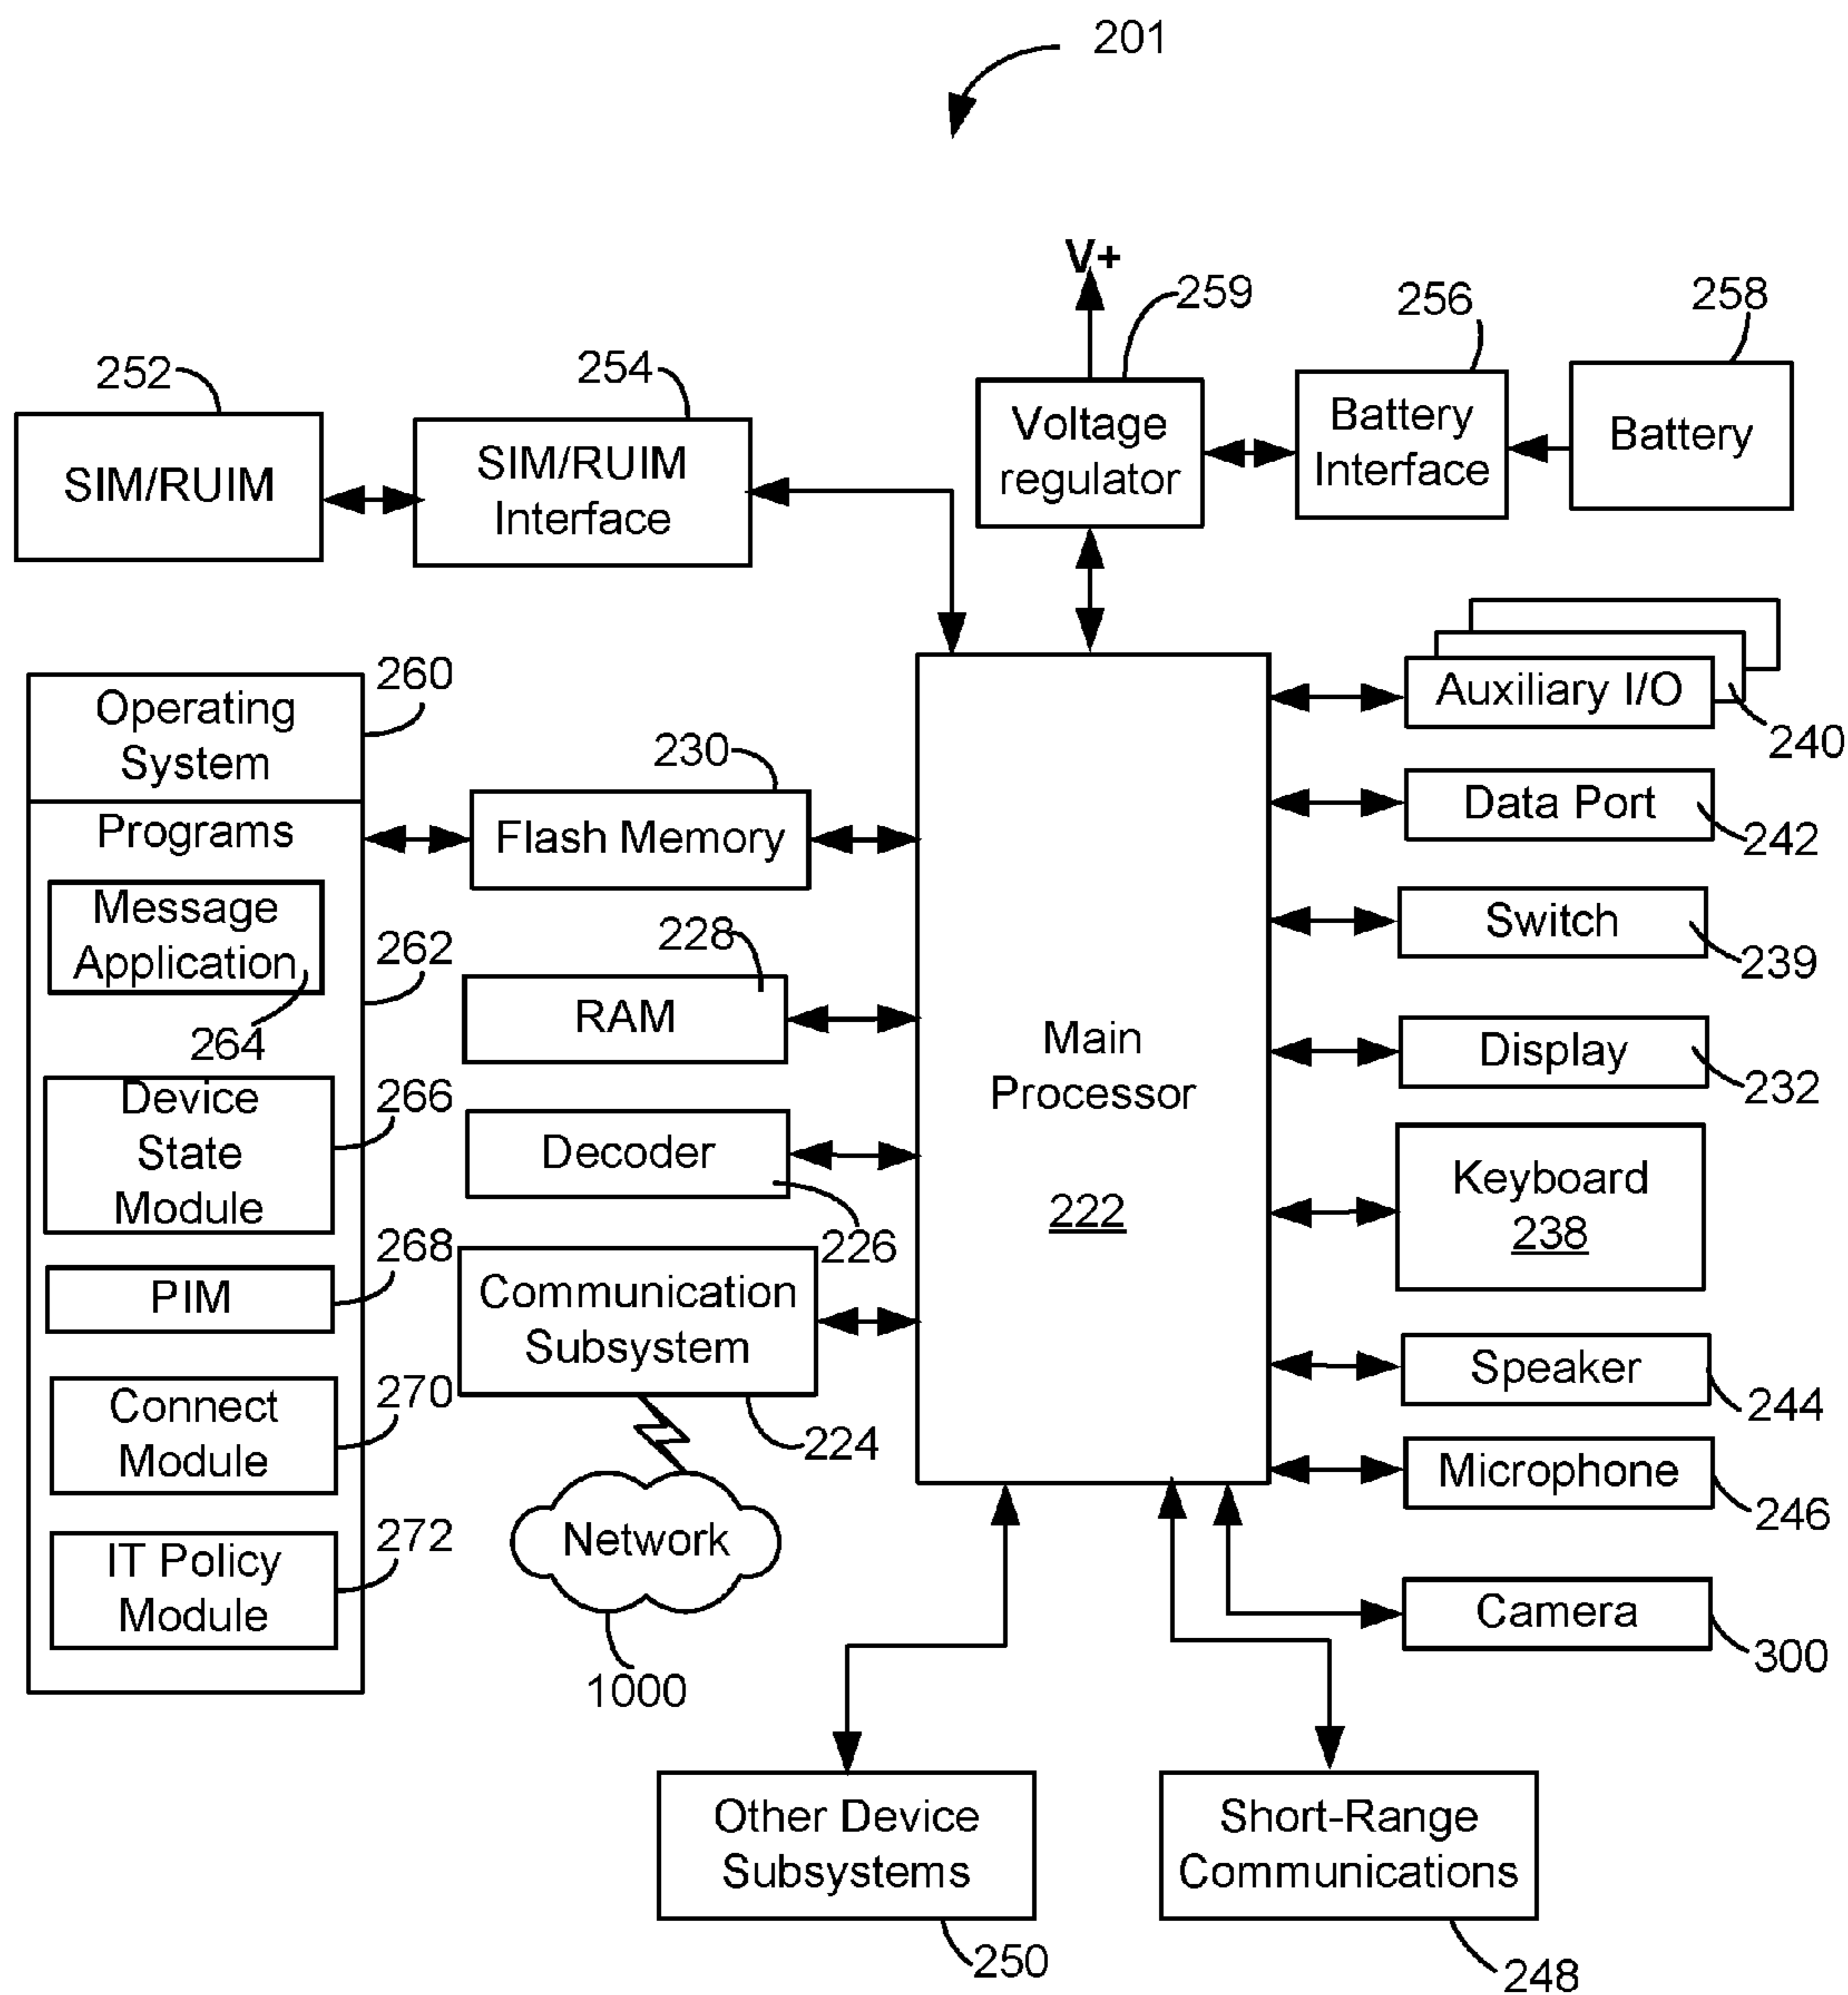 201
V+
259
256
258
252
254
Voltage
regulator
Battery
Interface
Battery
SIM/RUIM
SIM/RUIM
Interface
260
Operating
System
Auxiliary I/O
240
230
Programs
Flash Memory
Data Port
242
Message
Application
264
262
228
RAM
Switch
239
Main
Processor
222
Display
232
Device
State
Module
266
Decoder
226
Keyboard
238
268
PIM
Communication
Subsystem
224
Speaker
244
270
Connect
Module
Microphone
246
272
IT Policy
Module
Network
1000
Camera
300
Other Device
Subsystems
250
Short-Range
Communications
248